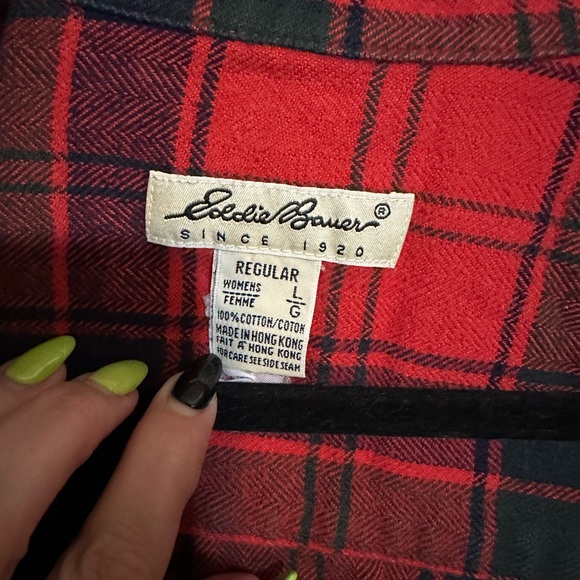 Eddie Bauer®
SINCE 1920
REGULAR
WOMENS L
FEMME G
100% COTTON/COTON
MADE IN HONG KONG
FAIT A HONG KONG
FOR CARE SEE SIDE SEAM